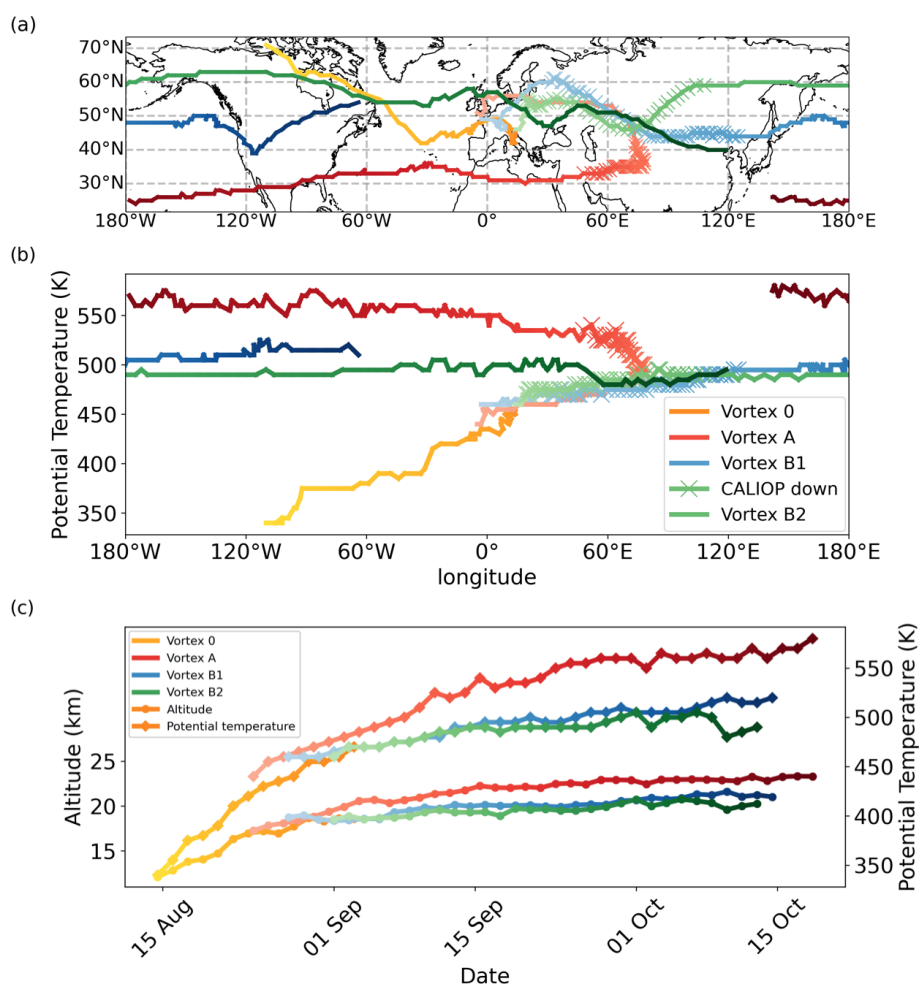 (a)
70°N
60°N
50°N
40°N
30°N
180°W 120°W 60°W 0° 60°E 120°E 180°E
(b)
Potential Temperature (K)
550
500
450
400
350
Vortex 0
Vortex A
Vortex B1
CALIOP down
Vortex B2
180°W 120°W 60°W 0° 60°E 120°E 180°E
longitude
(c)
Altitude (km)
25
20
15
Vortex 0
Vortex A
Vortex B1
Vortex B2
Altitude
Potential temperature
550
500
450
400
350
Potential Temperature (K)
15 Aug 01 Sep 15 Sep 01 Oct 15 Oct
Date